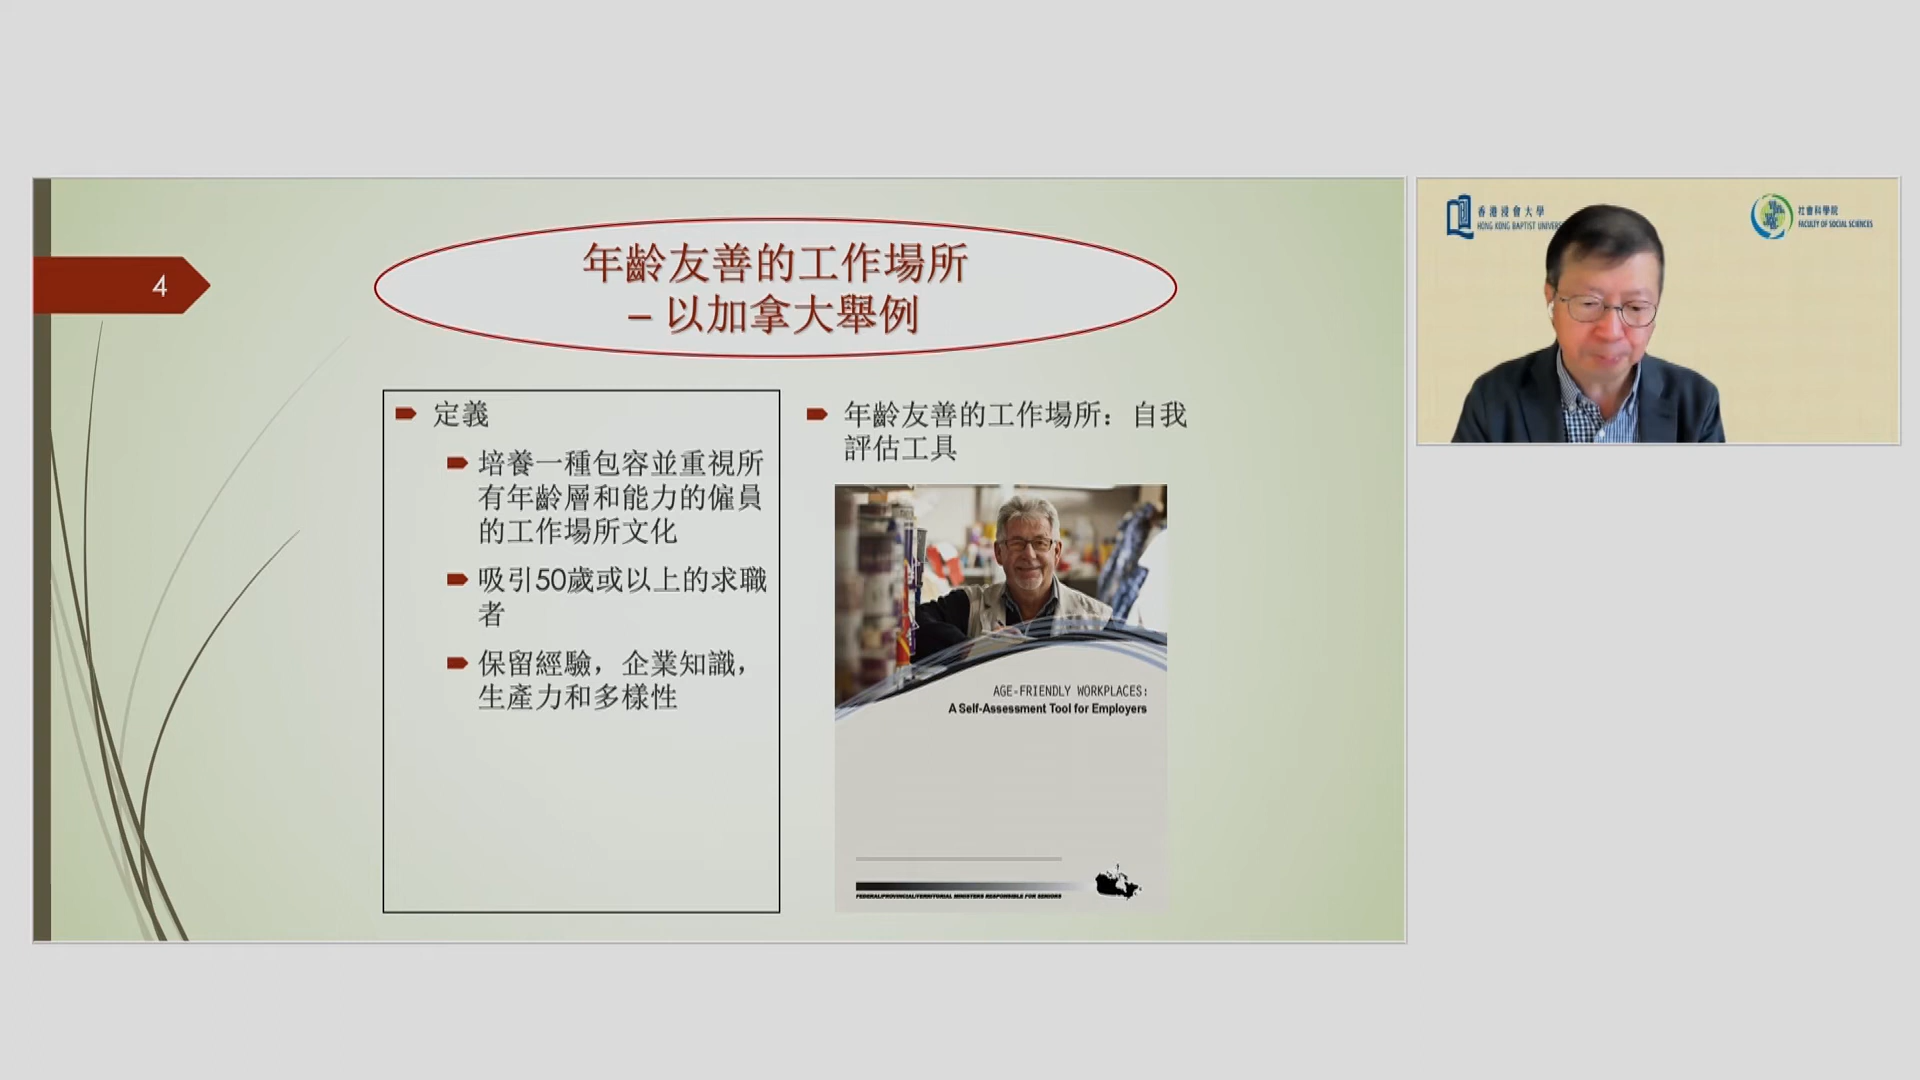 4
年齡友善的工作場所
– 以加拿大舉例
定義
培養一種包容並重視所
有年齡層和能力的僱員
的工作場所文化
吸引50歲或以上的求職
者
保留經驗，企業知識，
生產力和多樣性
年齡友善的工作場所：自我
評估工具
AGE-FRIENDLY WORKPLACES:
A Self-Assessment Tool for Employers
FEDERAL/PROVINCIAL/TERRITORIAL MINISTERS RESPONSIBLE FOR SENIORS
香港浸會大學
HONG KONG BAPTIST
社會科學院
FACULTY OF SOCIAL SCIENCES